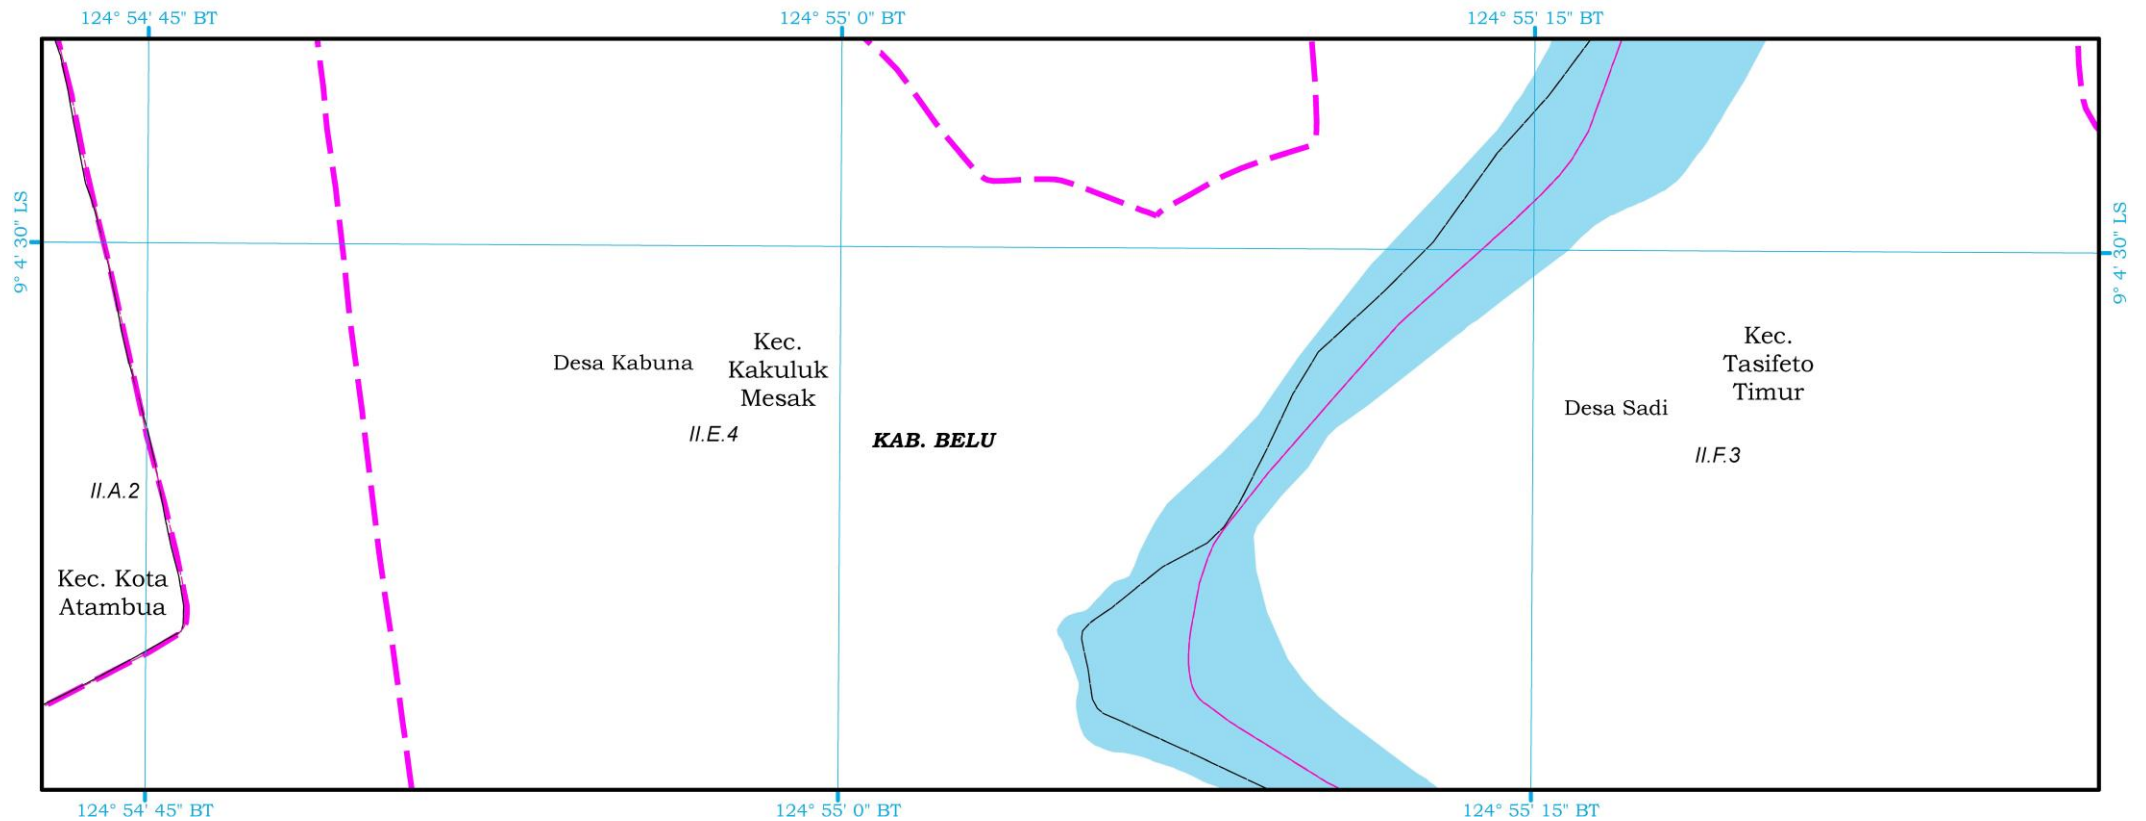 124° 54' 45" BT
124° 55' 0" BT
124° 55' 15" BT
9° 4' 30" LS
9° 4' 30" LS
Desa Kabuna
Kec.
Kakuluk
Mesak
II.E.4
KAB. BELU
Kec.
Tasifeto
Timur
Desa Sadi
II.F.3
II.A.2
Kec. Kota
Atambua
124° 54' 45" BT
124° 55' 0" BT
124° 55' 15" BT